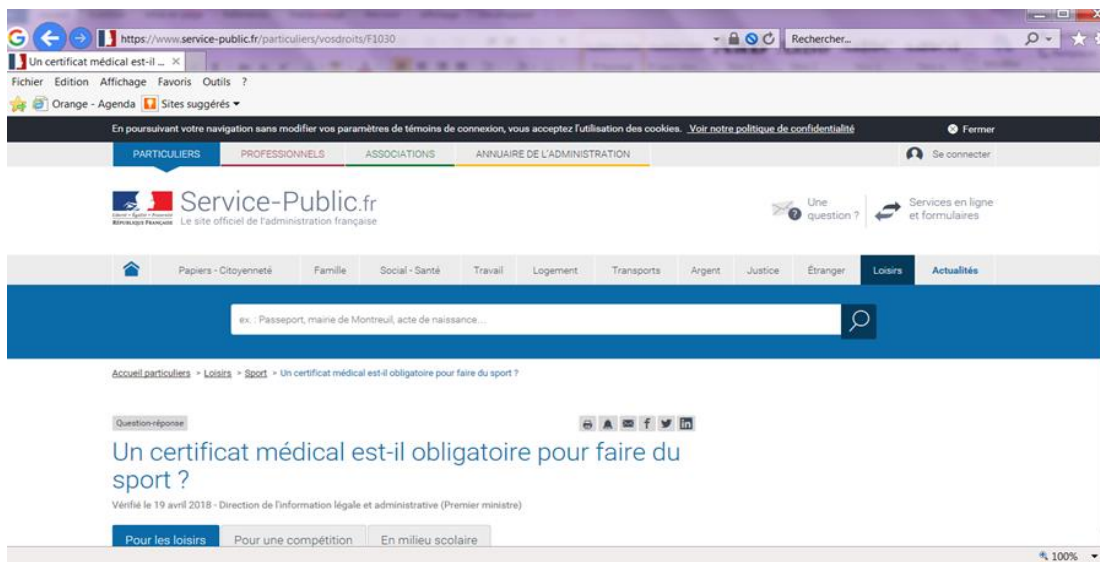 https://www.service-public.fr/particuliers/vosdroits/F1030
Rechercher...
Un certificat médical est-il ...
Fichier Edition Affichage Favoris Outils ?
Orange - Agenda Sites suggérés
En poursuivant votre navigation sans modifier vos paramètres de témoins de connexion, vous acceptez l'utilisation des cookies. Voir notre politique de confidentialité Fermer
PARTICULIERS PROFESSIONNELS ASSOCIATIONS ANNUAIRE DE L'ADMINISTRATION Se connecter
Service-Public.fr
Liberté • Égalité • Fraternité
RÉPUBLIQUE FRANÇAISE
Le site officiel de l'administration française
Une question ?
Services en ligne et formulaires
Papiers - Citoyenneté Famille Social - Santé Travail Logement Transports Argent Justice Étranger Loisirs Actualités
ex. : Passeport, mairie de Montreuil, acte de naissance...
Accueil particuliers > Loisirs > Sport > Un certificat médical est-il obligatoire pour faire du sport ?
Question-réponse
Un certificat médical est-il obligatoire pour faire du
sport ?
Vérifié le 19 avril 2018 - Direction de l'information légale et administrative (Premier ministre)
Pour les loisirs Pour une compétition En milieu scolaire
100%